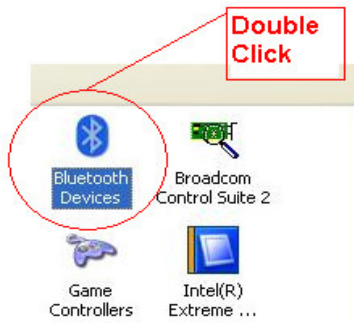 Double
Click
Bluetooth
Devices
Broadcom
Control Suite 2
Game
Controllers
Intel(R)
Extreme ...